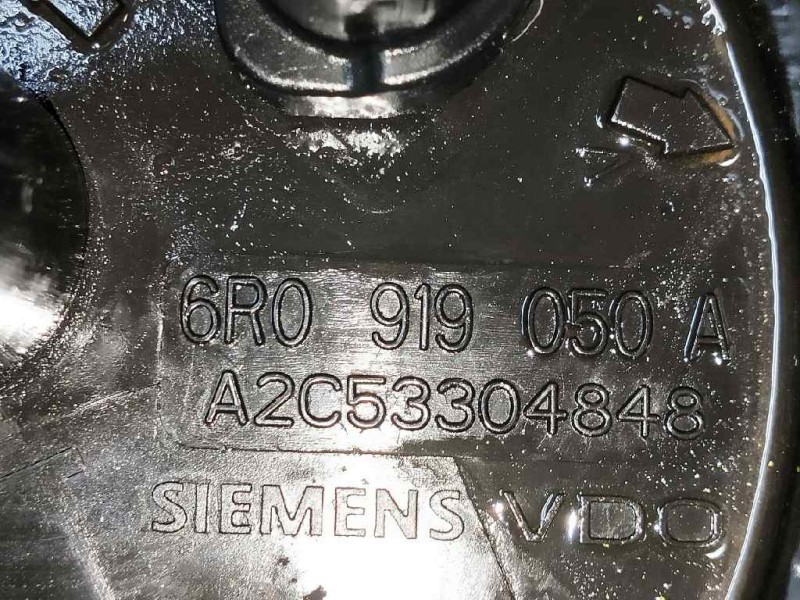 6R0 919 050 A
A2C53304848
SIEMENS VDO